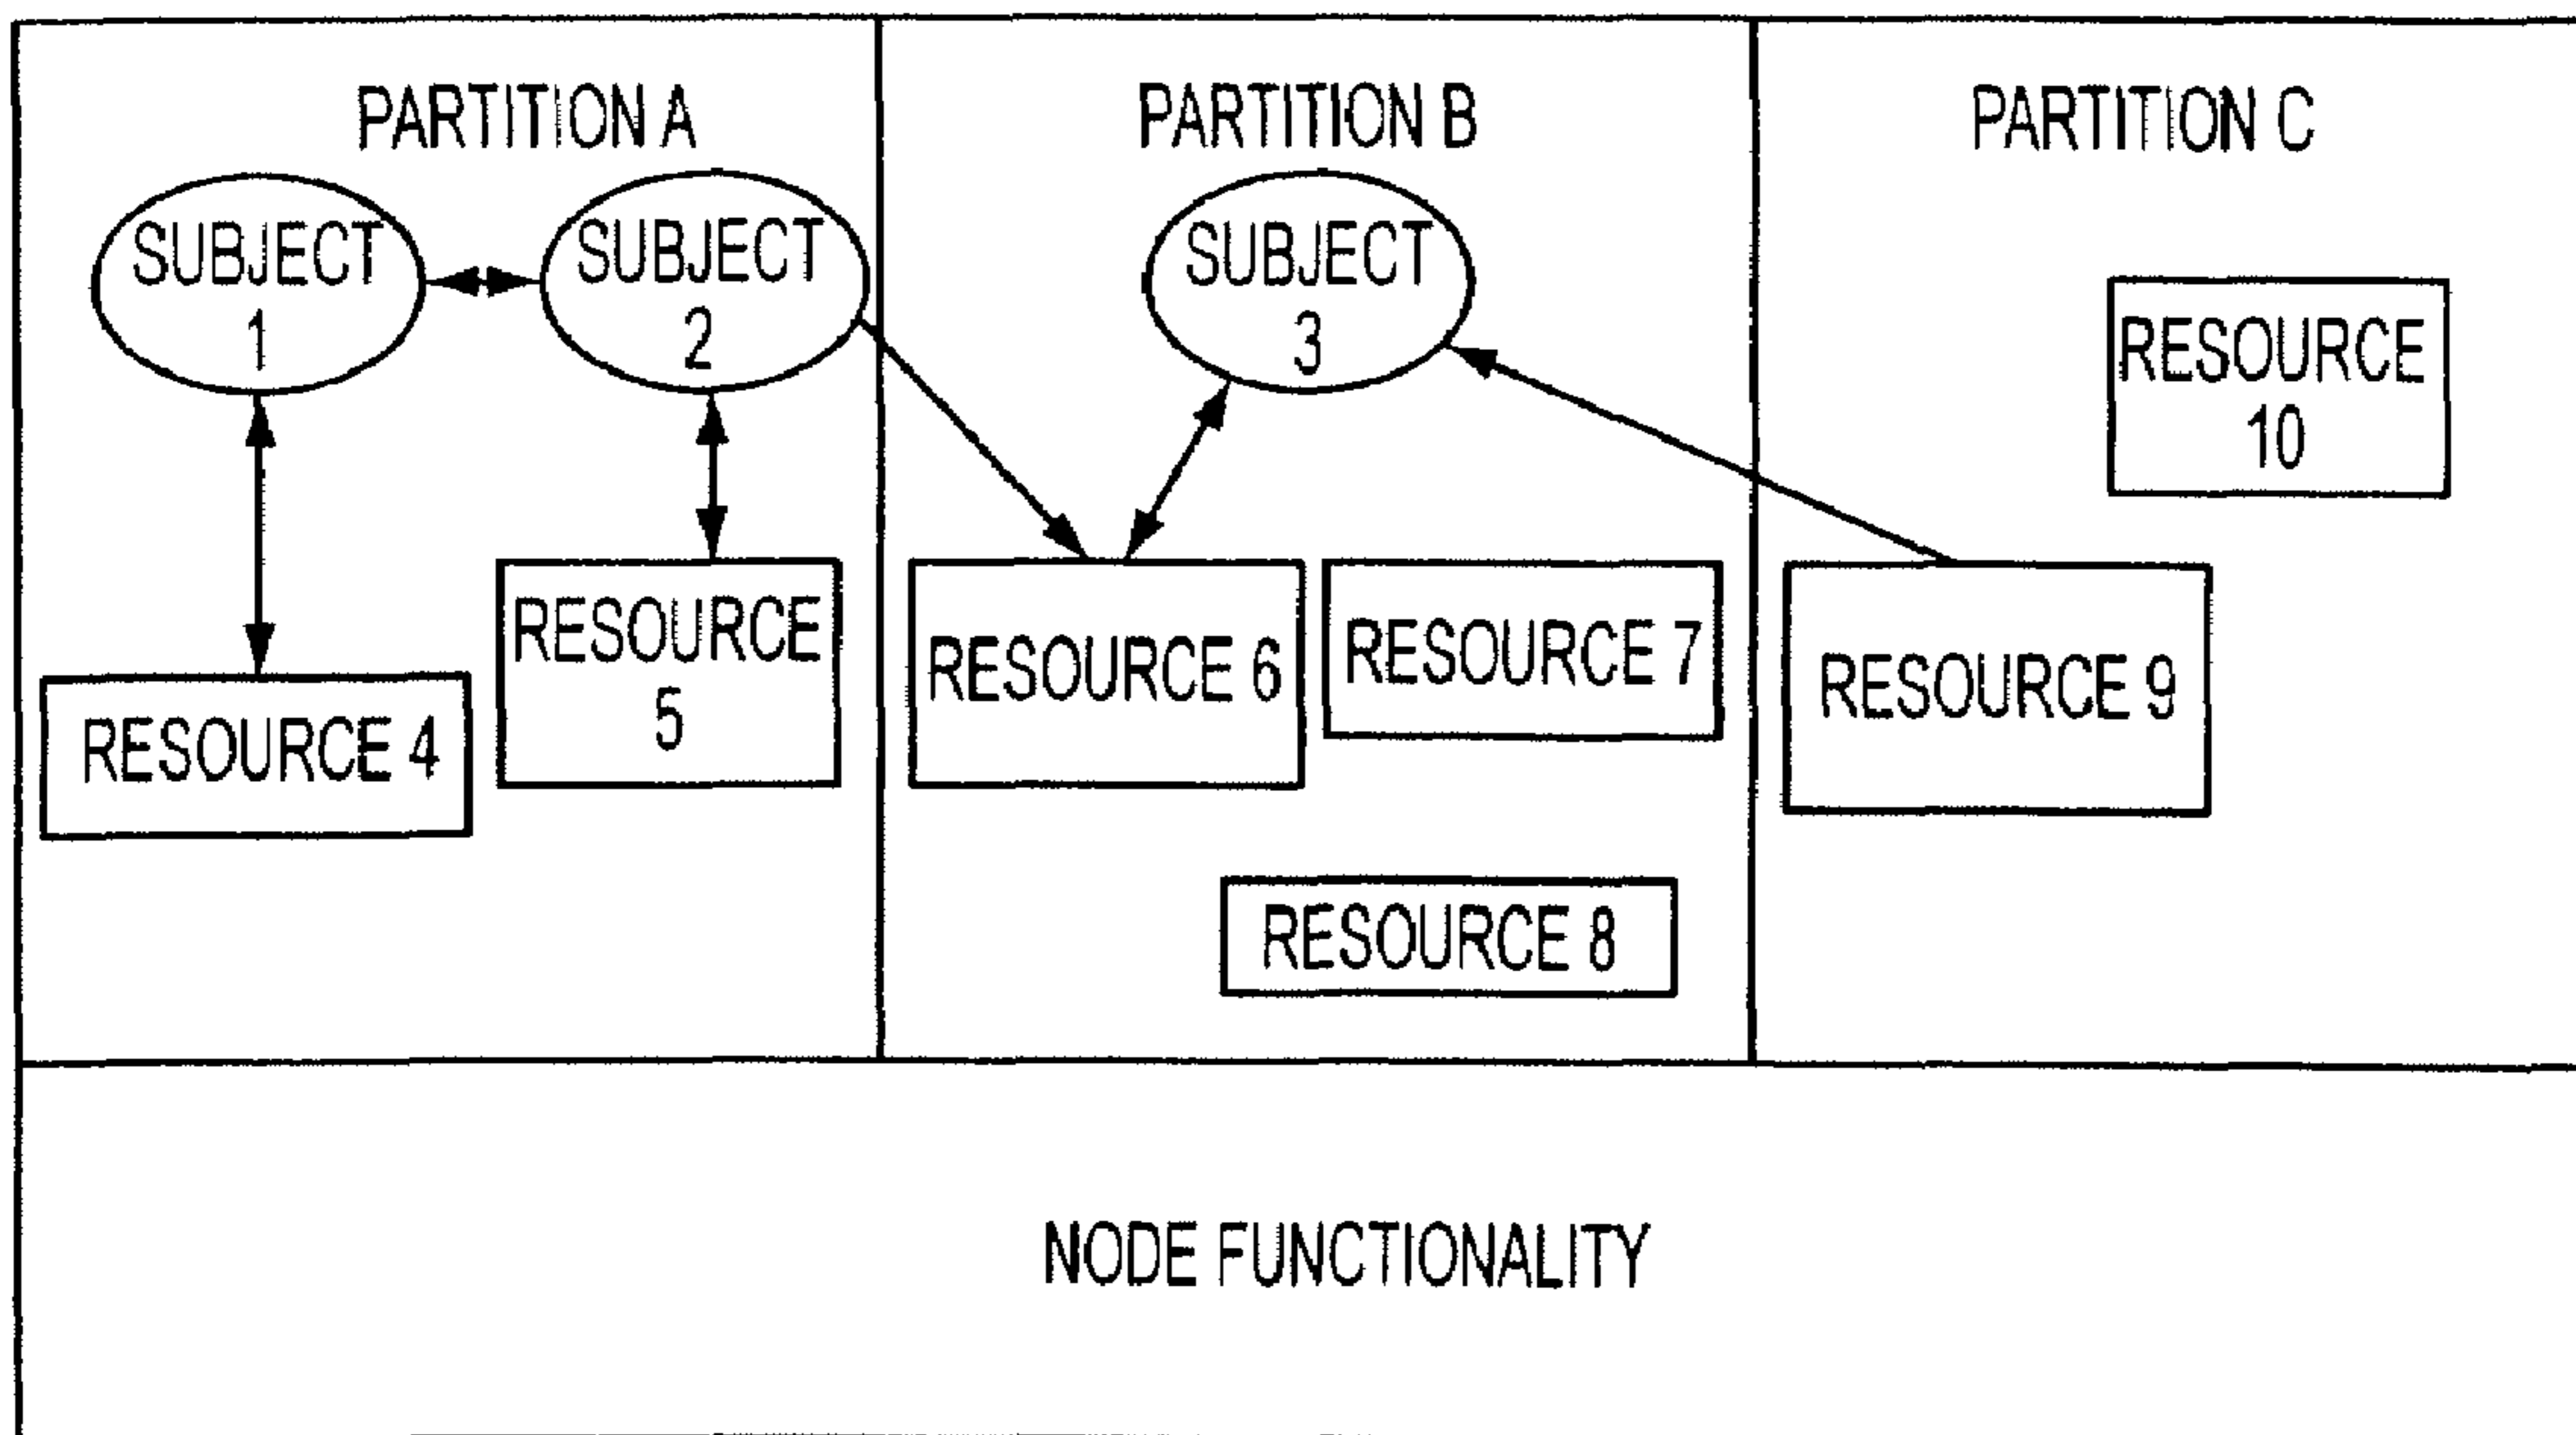 PARTITION A
PARTITION B
PARTITION C
SUBJECT
1
SUBJECT
2
SUBJECT
3
RESOURCE
10
RESOURCE 4
RESOURCE
5
RESOURCE 6
RESOURCE 7
RESOURCE 9
RESOURCE 8
NODE FUNCTIONALITY